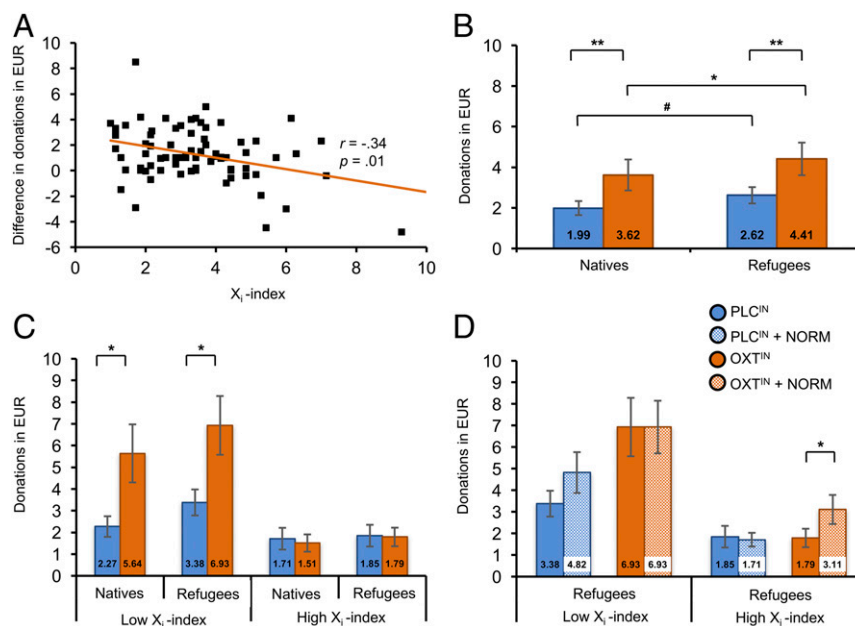 A
Difference in donations in EUR
10
8
6
4
2
0
-2
-4
-6
0 2 4 6 8 10
r = -.34
p = .01
Xi -index
B
Donations in EUR
10
8
6
4
2
0
** **
*
#
1.99 3.62 2.62 4.41
Natives Refugees
C
Donations in EUR
10
9
8
7
6
5
4
3
2
1
0
* *
2.27 5.64 3.38 6.93 1.71 1.51 1.85 1.79
Natives Refugees Natives Refugees
Low Xi -index High Xi -index
D
PLCIN
PLCIN + NORM
OXTIN
OXTIN + NORM
Donations in EUR
10
9
8
7
6
5
4
3
2
1
0
*
3.38 4.82 6.93 6.93 1.85 1.71 1.79 3.11
Refugees Refugees
Low Xi -index High Xi -index